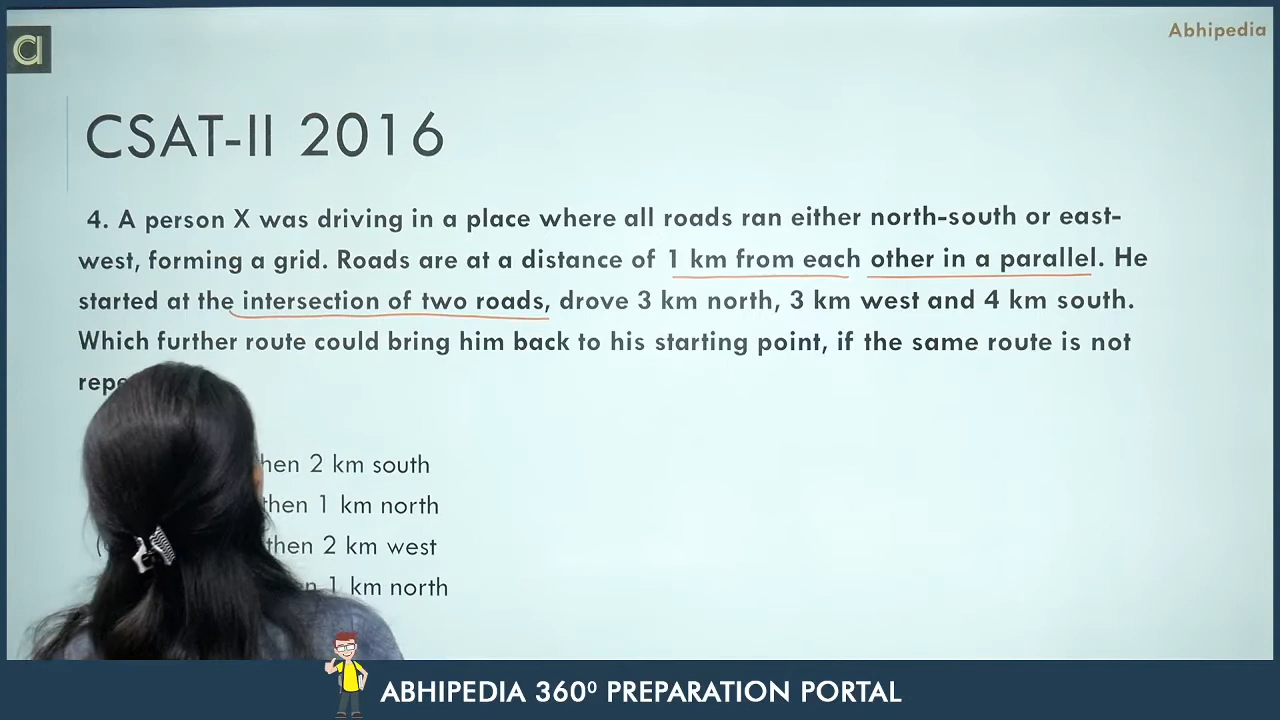 Abhipedia
CSAT-II 2016
4. A person X was driving in a place where all roads ran either north-south or east-
west, forming a grid. Roads are at a distance of 1 km from each other in a parallel. He
started at the intersection of two roads, drove 3 km north, 3 km west and 4 km south.
Which further route could bring him back to his starting point, if the same route is not
2 km south
then 1 km north
then 2 km west
1 km north
ABHIPEDIA 360⁰ PREPARATION PORTAL